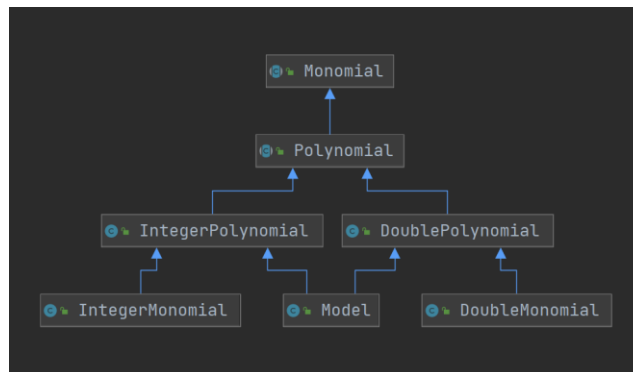 Monomial
Polynomial
IntegerPolynomial
DoublePolynomial
IntegerMonomial
Model
DoubleMonomial